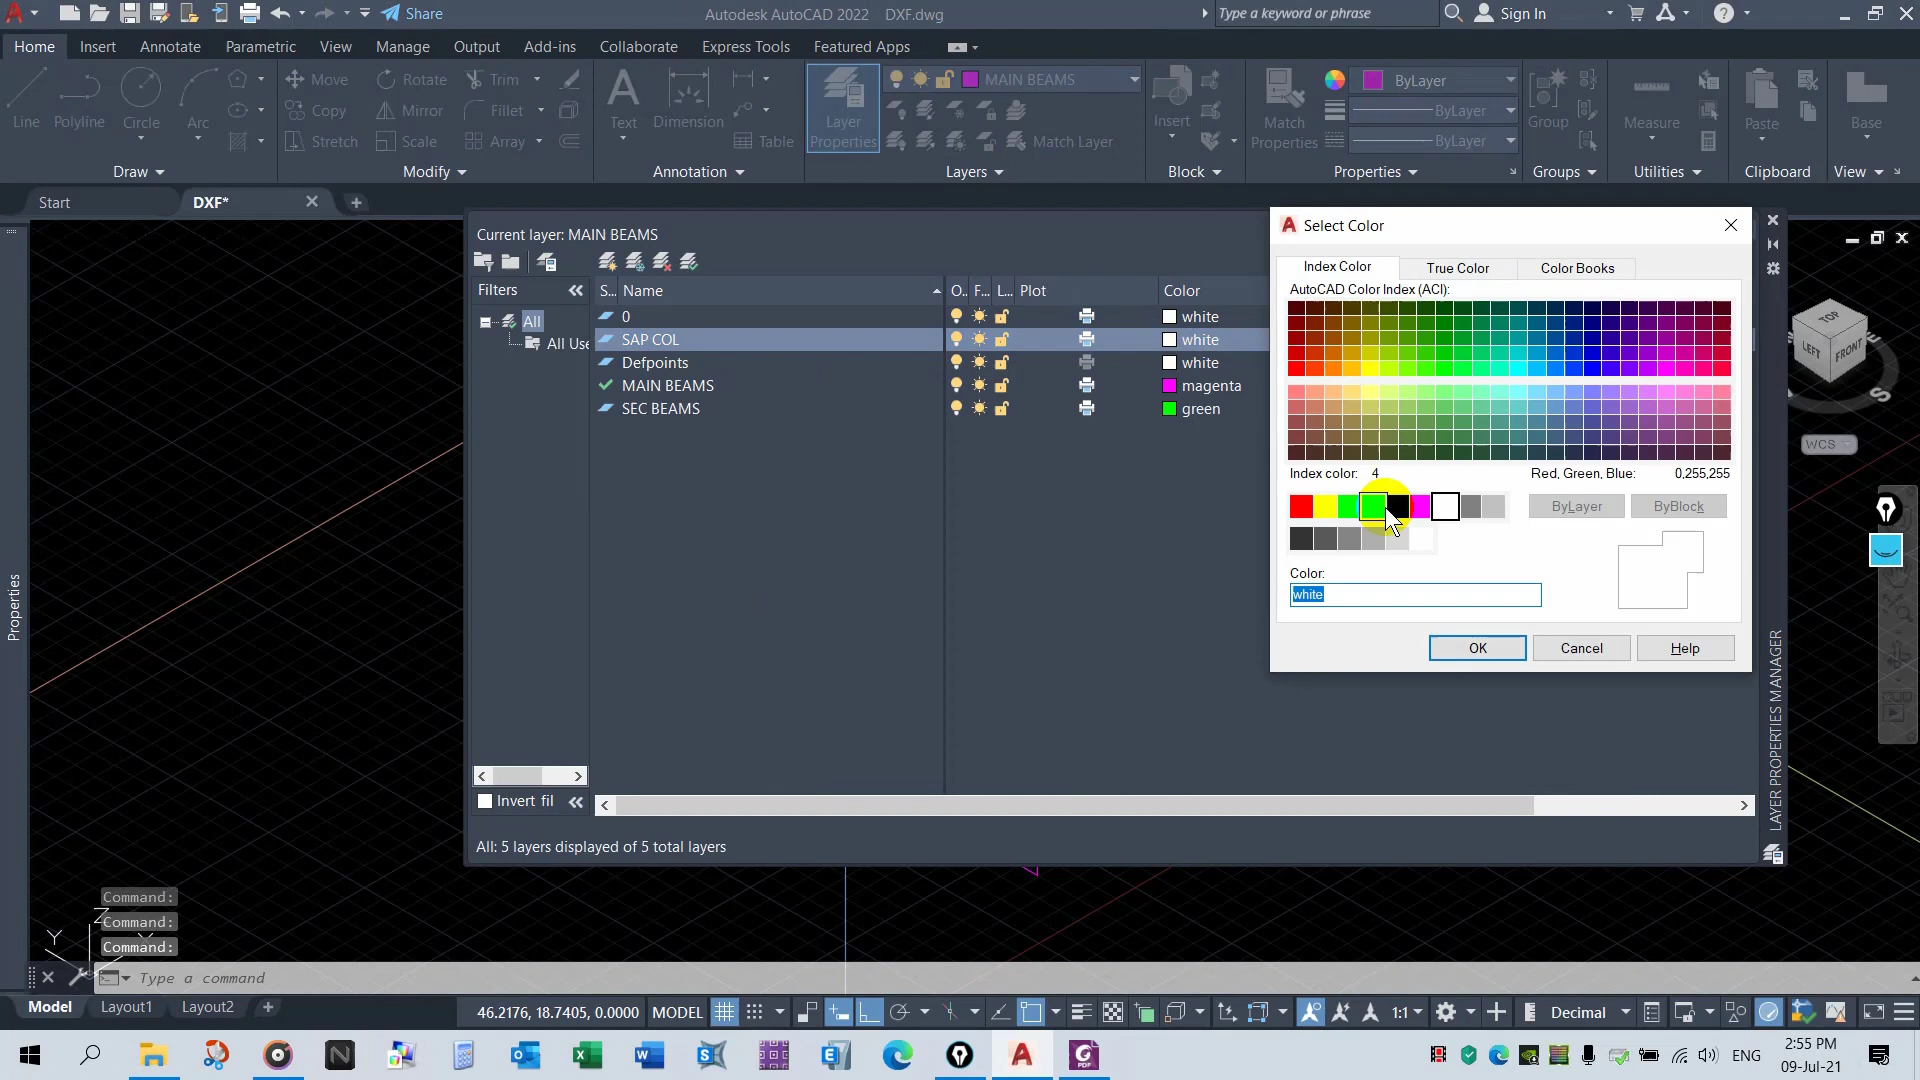 Share
Autodesk AutoCAD 2022 DXF.dwg
Type a keyword or phrase
Sign In
Home Insert Annotate Parametric View Manage Output Add-ins Collaborate Express Tools Featured Apps
Line Polyline Circle Arc
Move Rotate Trim
Copy Mirror Fillet
Stretch Scale Array
Text Dimension Table
Layer Properties
MAIN BEAMS
Match Layer
Insert
Match Properties
ByLayer
ByLayer
ByLayer
Group
Measure
Paste
Base
Draw Modify Annotation Layers Block Properties Groups Utilities Clipboard View
Start DXF*
Current layer: MAIN BEAMS
Filters
All
All Use
S.. Name O. F... L... Plot Color
0 white
SAP COL white
Defpoints white
MAIN BEAMS magenta
SEC BEAMS green
Invert fil
All: 5 layers displayed of 5 total layers
LAYER PROPERTIES MANAGER
Select Color
Index Color True Color Color Books
AutoCAD Color Index (ACI):
Index color: 4 Red, Green, Blue: 0,255,255
ByLayer ByBlock
Color:
white
OK Cancel Help
TOP
LEFT FRONT
S
WCS
Properties
Command:
Command:
Command:
Z
Y Y
Type a command
Model Layout1 Layout2
46.2176, 18.7405, 0.0000 MODEL
1:1
Decimal
ENG
2:55 PM
09-Jul-21